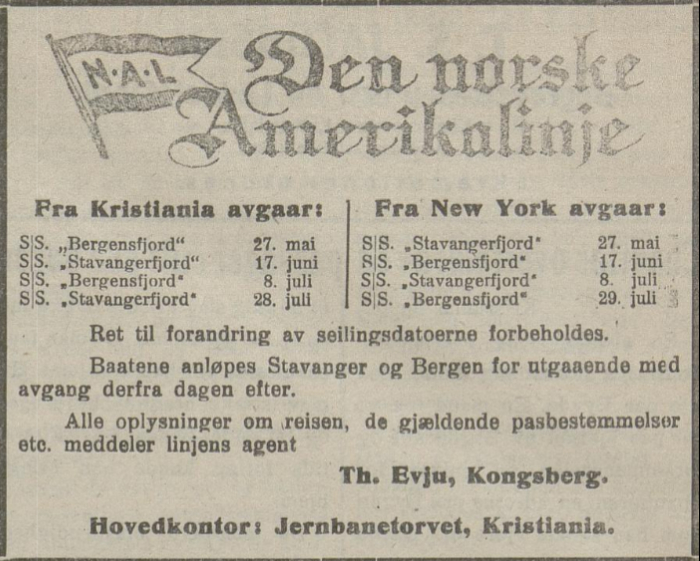 N·A·L
Den norske
Amerikalinje
Fra Kristiania avgaar:
S|S. „Bergensfjord“ 27. mai
S|S. „Stavangerfjord“ 17. juni
S|S. „Bergensfjord“ 8. juli
S|S. „Stavangerfjord“ 28. juli
Fra New York avgaar:
S|S. „Stavangerfjord“ 27. mai
S|S. „Bergensfjord“ 17. juni
S|S. „Stavangerfjord“ 8. juli
S|S. „Bergensfjord“ 29. juli
Ret til forandring av seilingsdatoerne forbeholdes.
Baatene anløpes Stavanger og Bergen for utgaaende med
avgang derfra dagen efter.
Alle oplysninger om reisen, de gjældende pasbestemmelser
etc. meddeler linjens agent
Th. Evju, Kongsberg.
Hovedkontor: Jernbanetorvet, Kristiania.